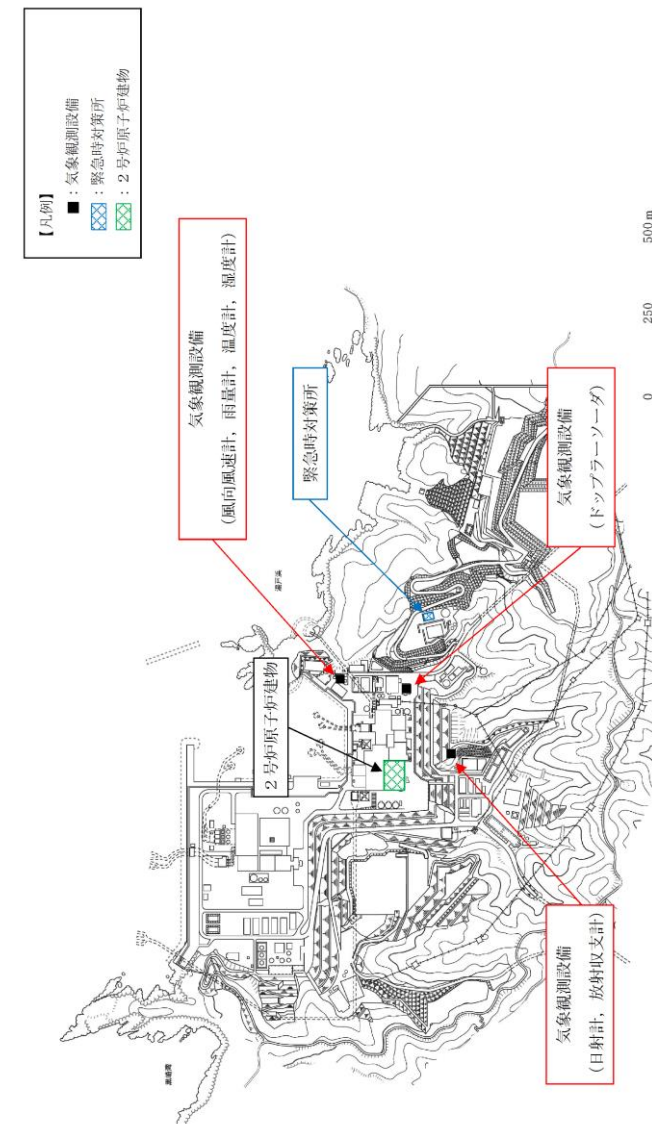 【凡例】
■：気象観測設備
：緊急時対策所
：２号炉原子炉建物
気象観測設備
(風向風速計，雨量計，温度計，湿度計)
緊急時対策所
２号炉原子炉建物
気象観測設備
(ドップラーソーダ)
気象観測設備
(日射計，放射収支計)
0
250
500m